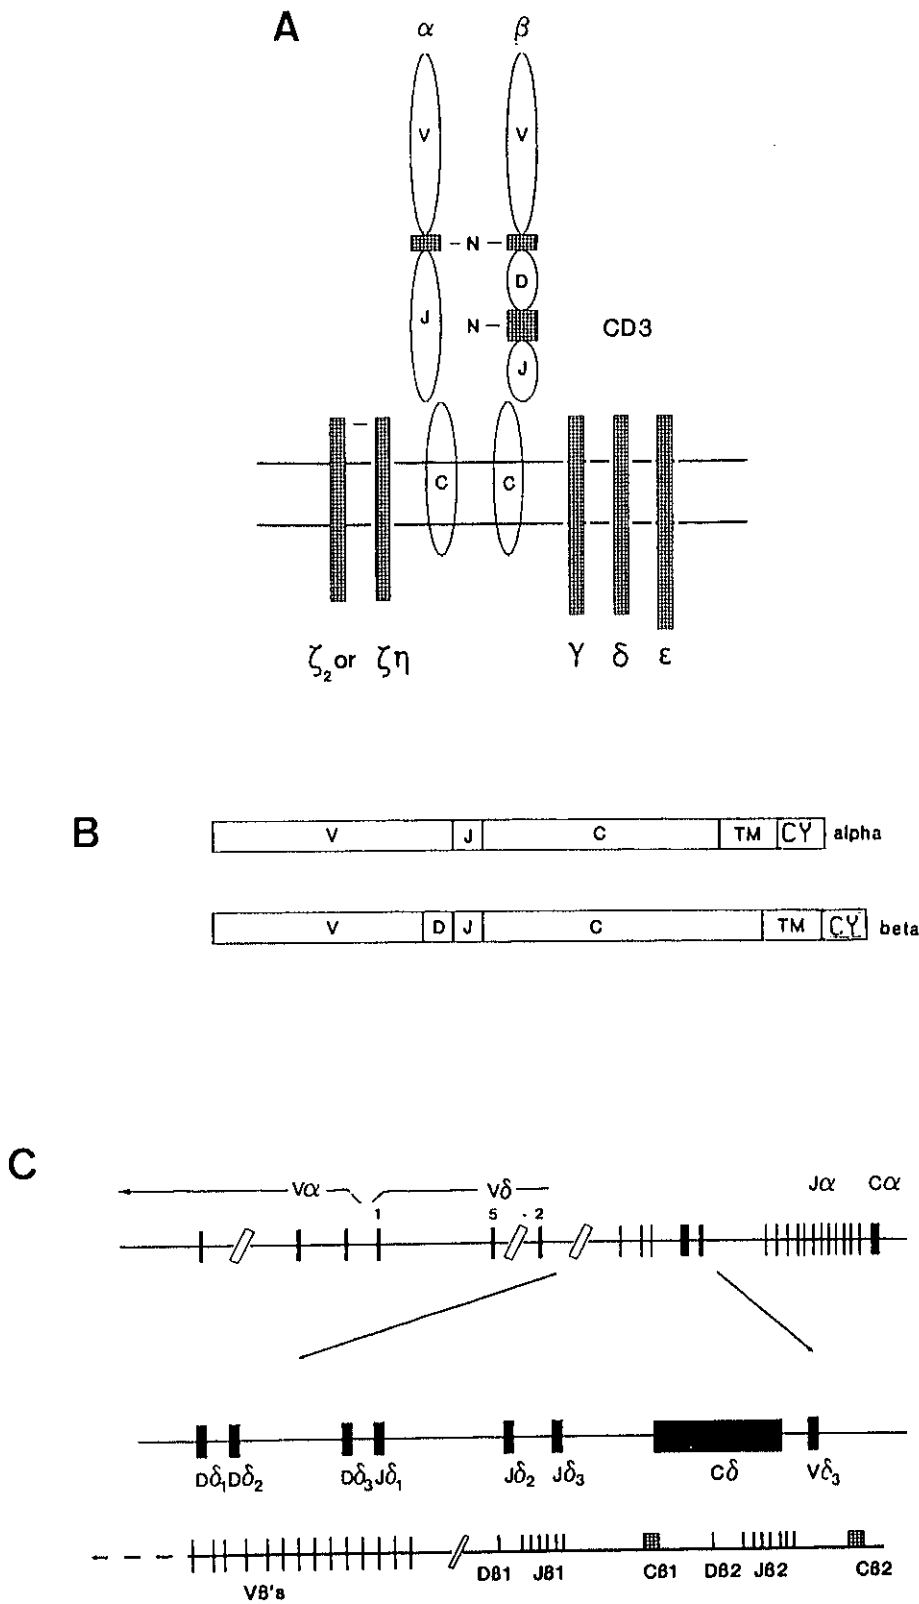 A
α β
V V
– N –
D
J N – CD3
J
C C
ζ₂ or ζη γ δ ε
B
V J C TM CY alpha
V D J C TM CY beta
C
Vα Vδ Jα Cα
1 5 - 2
Dδ₁ Dδ₂ Dδ₃ Jδ₁ Jδ₂ Jδ₃ Cδ Vδ₃
Vβ's Dβ1 Jβ1 Cβ1 Dβ2 Jβ2 Cβ2